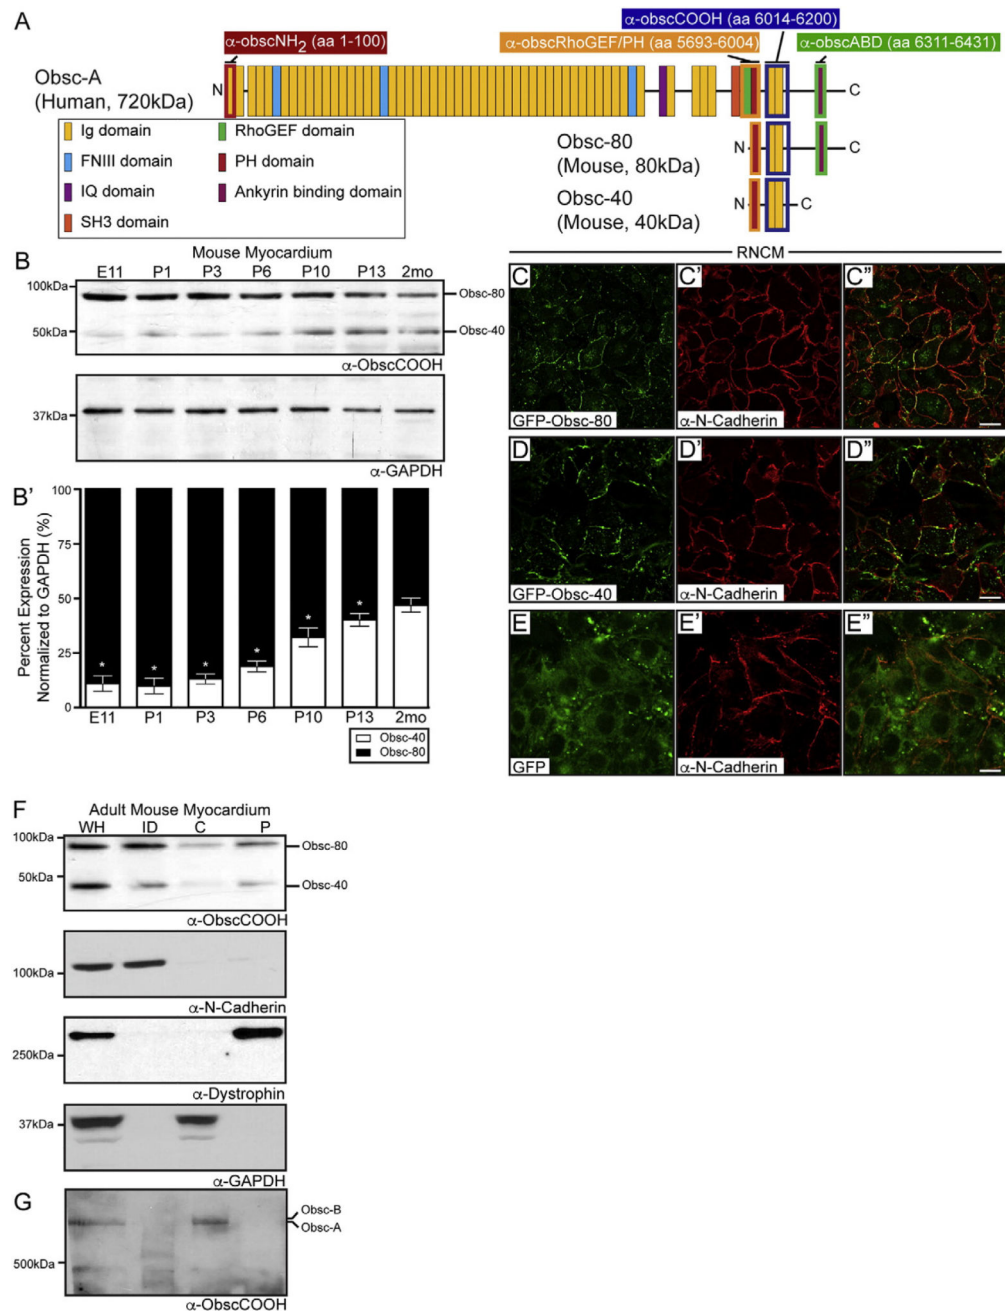 A
α-obscCOOH (aa 6014-6200)
α-obscNH2 (aa 1-100)
α-obscRhoGEF/PH (aa 5693-6004)
α-obscABD (aa 6311-6431)
Obsc-A
(Human, 720kDa)
N
C
Ig domain
FNIII domain
IQ domain
SH3 domain
RhoGEF domain
PH domain
Ankyrin binding domain
Obsc-80
(Mouse, 80kDa)
N
C
Obsc-40
(Mouse, 40kDa)
N
C
B
Mouse Myocardium
E11 P1 P3 P6 P10 P13 2mo
100kDa
Obsc-80
50kDa
Obsc-40
α-ObscCOOH
37kDa
α-GAPDH
B'
Percent Expression
Normalized to GAPDH (%)
100
75
50
25
0
* * * * * *
E11 P1 P3 P6 P10 P13 2mo
Obsc-40
Obsc-80
RNCM
C C' C"
GFP-Obsc-80 α-N-Cadherin
D D' D"
GFP-Obsc-40 α-N-Cadherin
E E' E"
GFP α-N-Cadherin
F
Adult Mouse Myocardium
WH ID C P
100kDa
Obsc-80
50kDa
Obsc-40
α-ObscCOOH
100kDa
α-N-Cadherin
250kDa
α-Dystrophin
37kDa
α-GAPDH
G
Obsc-B
Obsc-A
500kDa
α-ObscCOOH